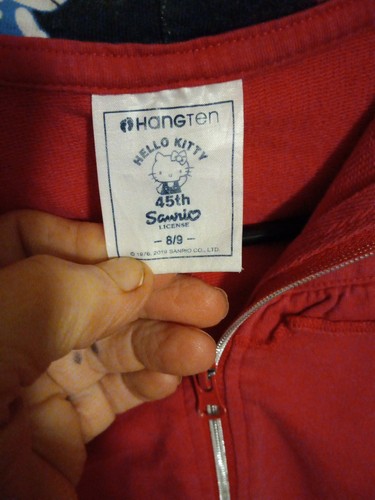 HANGTEN
HELLO KITTY
45th
Sanrio
LICENSE
- 8/9 -
© 1976, 2019 SANRIO CO., LTD.